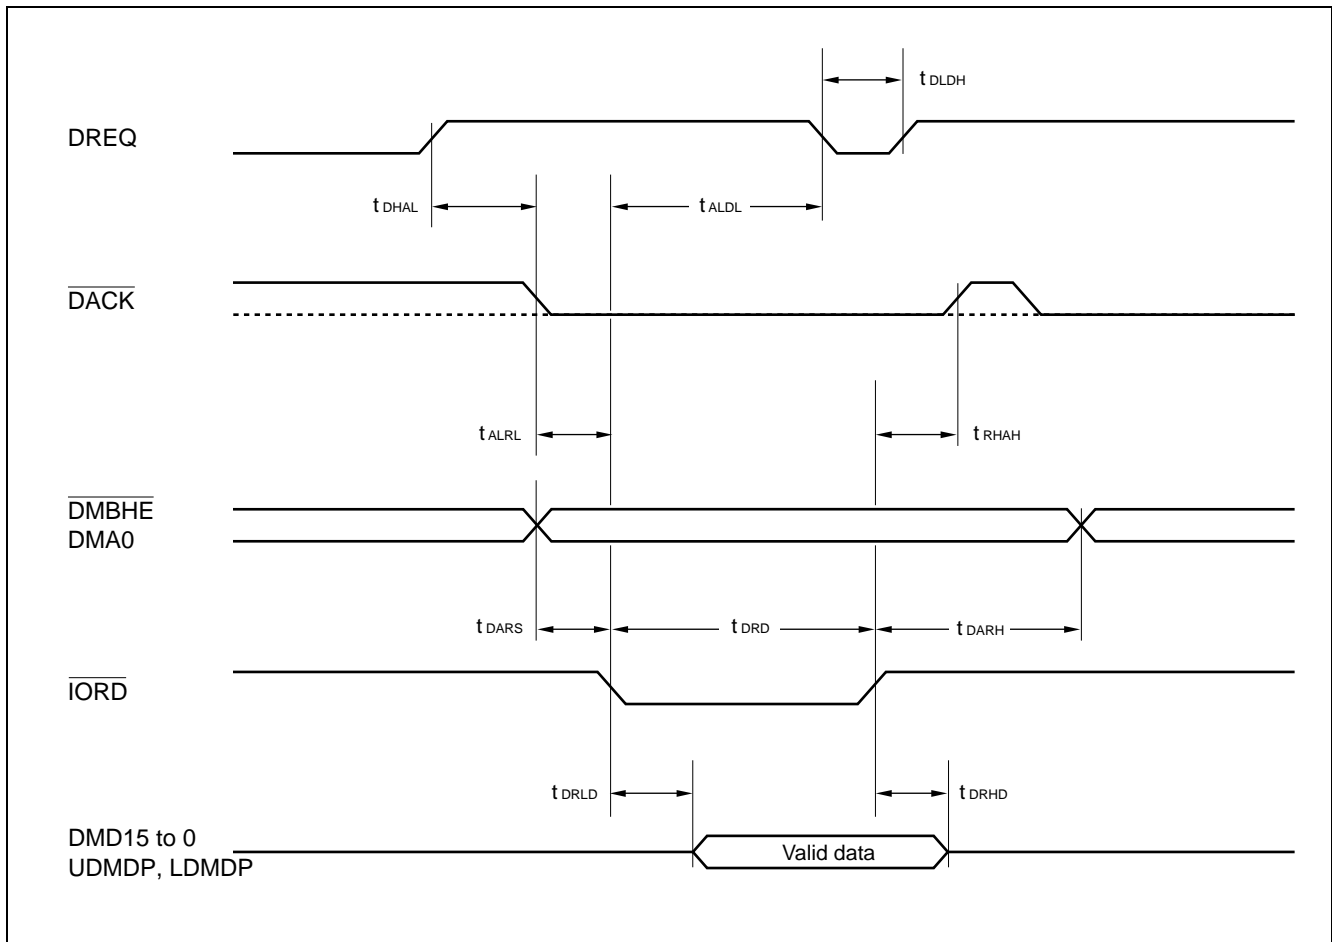 t DLDH
DREQ
t DHAL
t ALDL
DACK
t ALRL
t RHAH
DMBHE
DMA0
t DARS
t DRD
t DARH
IORD
t DRLD
t DRHD
DMD15 to 0
Valid data
UDMDP, LDMDP